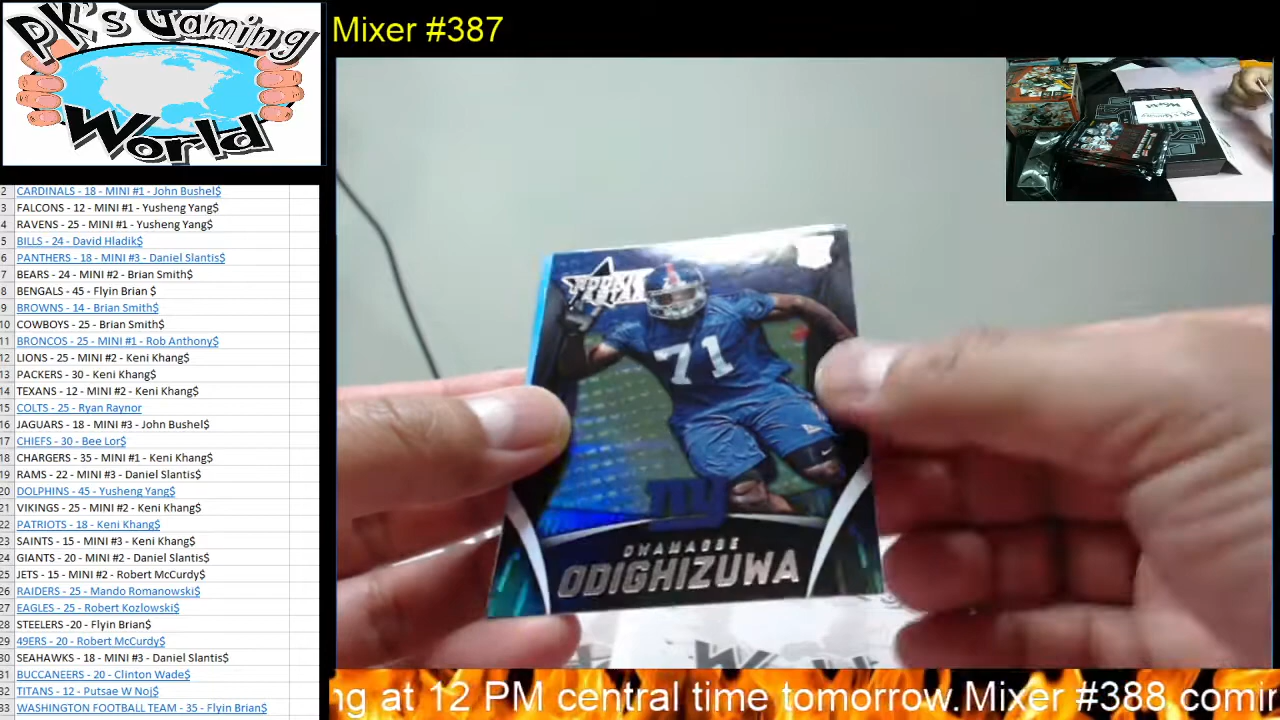 PK's Gaming
World
Mixer #387
2 CARDINALS - 18 - MINI #1 - John Bushel$
3 FALCONS - 12 - MINI #1 - Yusheng Yang$
4 RAVENS - 25 - MINI #1 - Yusheng Yang$
5 BILLS - 24 - David Hladik$
6 PANTHERS - 18 - MINI #3 - Daniel Slantis$
7 BEARS - 24 - MINI #2 - Brian Smith$
8 BENGALS - 45 - Flyin Brian $
9 BROWNS - 14 - Brian Smith$
10 COWBOYS - 25 - Brian Smith$
11 BRONCOS - 25 - MINI #1 - Rob Anthony$
12 LIONS - 25 - MINI #2 - Keni Khang$
13 PACKERS - 30 - Keni Khang$
14 TEXANS - 12 - MINI #2 - Keni Khang$
15 COLTS - 25 - Ryan Raynor
16 JAGUARS - 18 - MINI #3 - John Bushel$
17 CHIEFS - 30 - Bee Lor$
18 CHARGERS - 35 - MINI #1 - Keni Khang$
19 RAMS - 22 - MINI #3 - Daniel Slantis$
20 DOLPHINS - 45 - Yusheng Yang$
21 VIKINGS - 25 - MINI #2 - Keni Khang$
22 PATRIOTS - 18 - Keni Khang$
23 SAINTS - 15 - MINI #3 - Keni Khang$
24 GIANTS - 20 - MINI #2 - Daniel Slantis$
25 JETS - 15 - MINI #2 - Robert McCurdy$
26 RAIDERS - 25 - Mando Romanowski$
27 EAGLES - 25 - Robert Kozlowski$
28 STEELERS -20 - Flyin Brian$
29 49ERS - 20 - Robert McCurdy$
30 SEAHAWKS - 18 - MINI #3 - Daniel Slantis$
31 BUCCANEERS - 20 - Clinton Wade$
32 TITANS - 12 - Putsae W Noj$
33 WASHINGTON FOOTBALL TEAM - 35 - Flyin Brian$
ROOKIE
STAR
71
ny
OWAMAGBE
ODIGHIZUWA
ng at 12 PM central time tomorrow.Mixer #388 comin